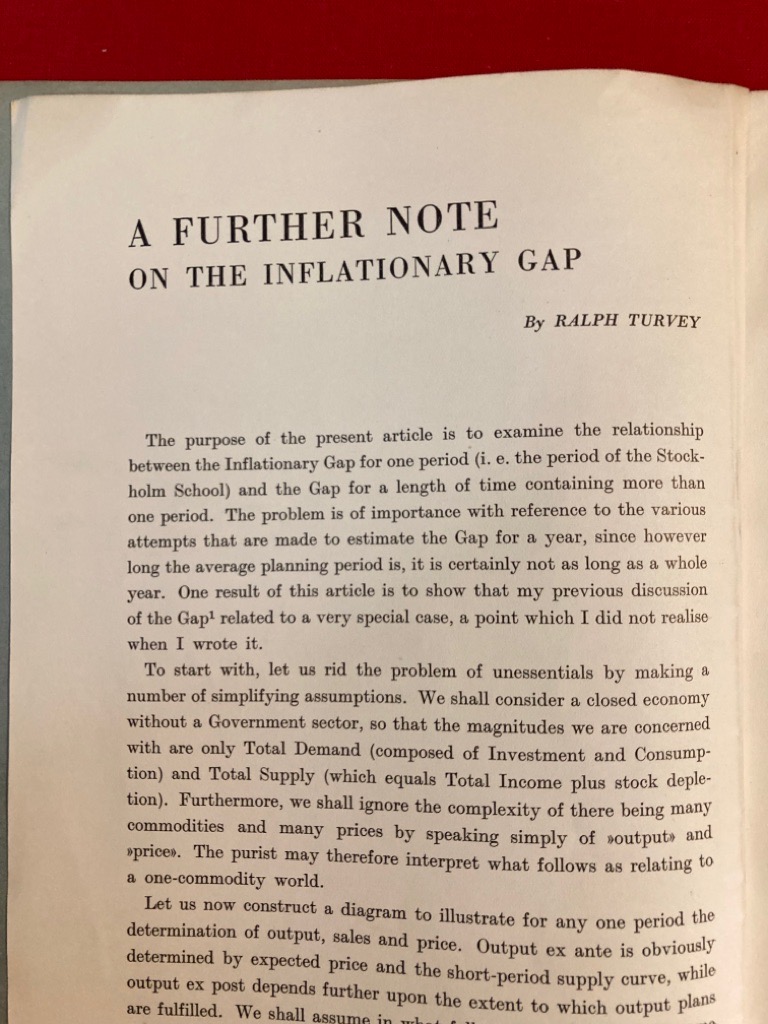 A FURTHER NOTE
ON THE INFLATIONARY GAP
By RALPH TURVEY
The purpose of the present article is to examine the relationship
between the Inflationary Gap for one period (i. e. the period of the Stock-
holm School) and the Gap for a length of time containing more than
one period. The problem is of importance with reference to the various
attempts that are made to estimate the Gap for a year, since however
long the average planning period is, it is certainly not as long as a whole
year. One result of this article is to show that my previous discussion
of the Gap¹ related to a very special case, a point which I did not realise
when I wrote it.
To start with, let us rid the problem of unessentials by making a
number of simplifying assumptions. We shall consider a closed economy
without a Government sector, so that the magnitudes we are concerned
with are only Total Demand (composed of Investment and Consump-
tion) and Total Supply (which equals Total Income plus stock deple-
tion). Furthermore, we shall ignore the complexity of there being many
commodities and many prices by speaking simply of »output» and
»price». The purist may therefore interpret what follows as relating to
a one-commodity world.
Let us now construct a diagram to illustrate for any one period the
determination of output, sales and price. Output ex ante is obviously
determined by expected price and the short-period supply curve, while
output ex post depends further upon the extent to which output plans
are fulfilled. We shall assume in